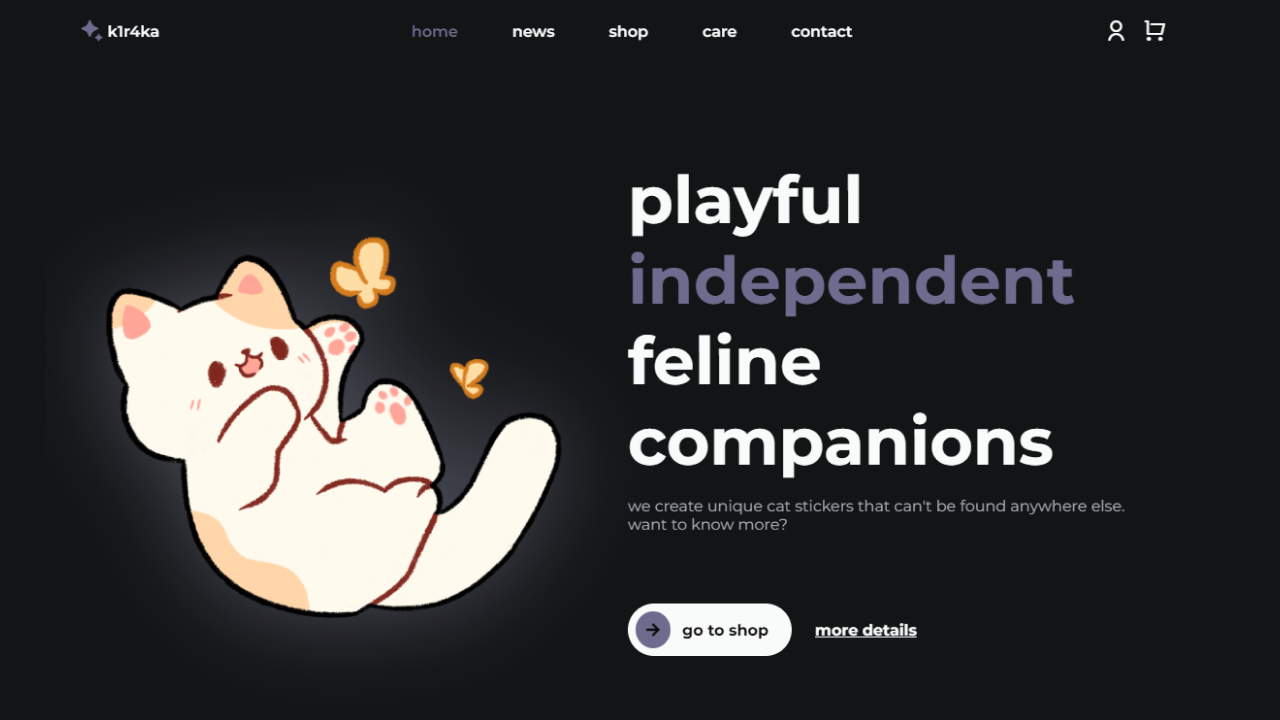 k1r4ka
home news shop care contact
playful
independent
feline
companions
we create unique cat stickers that can't be found anywhere else.
want to know more?
go to shop
more details